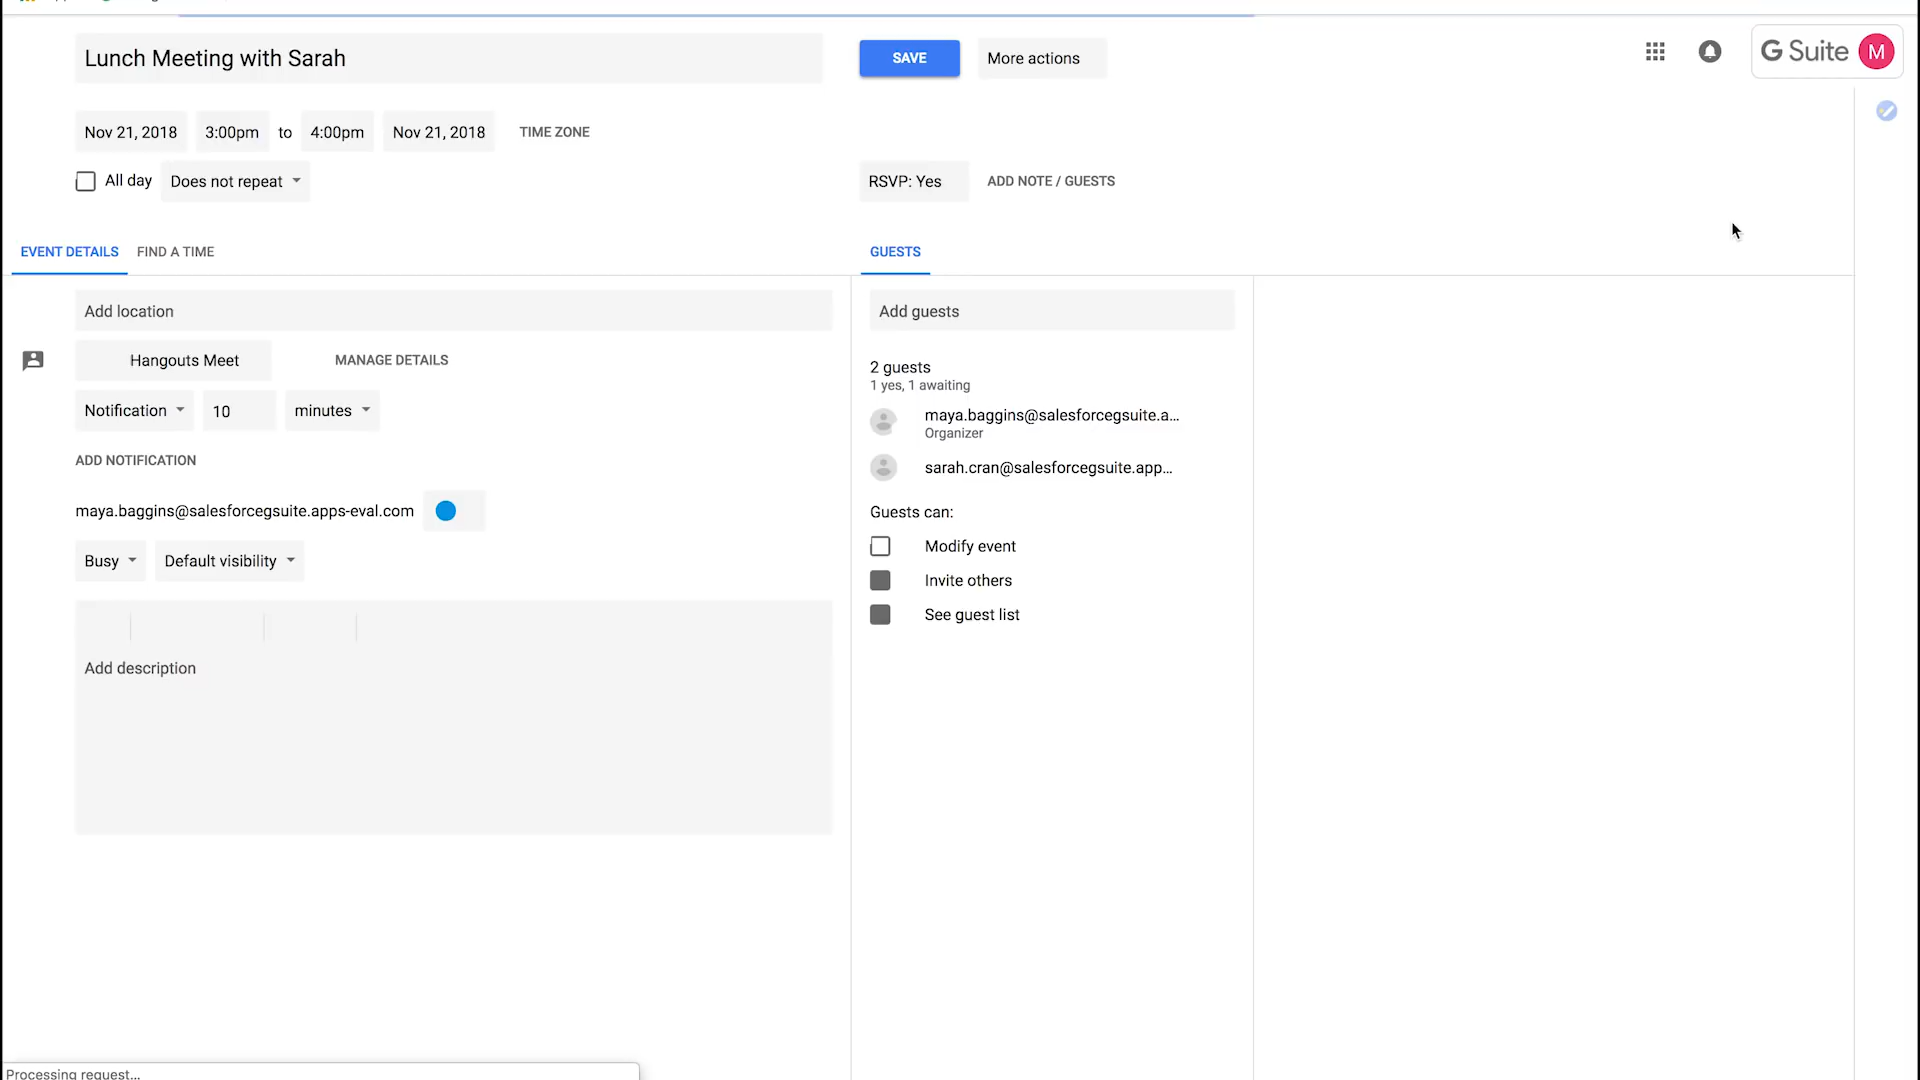 Lunch Meeting with Sarah
SAVE
More actions
G Suite
M
Nov 21, 2018
3:00pm
to
4:00pm
Nov 21, 2018
TIME ZONE
All day
Does not repeat
RSVP: Yes
ADD NOTE / GUESTS
EVENT DETAILS
FIND A TIME
GUESTS
Add location
Hangouts Meet
MANAGE DETAILS
Notification
10
minutes
ADD NOTIFICATION
maya.baggins@salesforcegsuite.apps-eval.com
Busy
Default visibility
Add description
Add guests
2 guests
1 yes, 1 awaiting
maya.baggins@salesforcegsuite.a...
Organizer
sarah.cran@salesforcegsuite.app...
Guests can:
Modify event
Invite others
See guest list
Processing request...